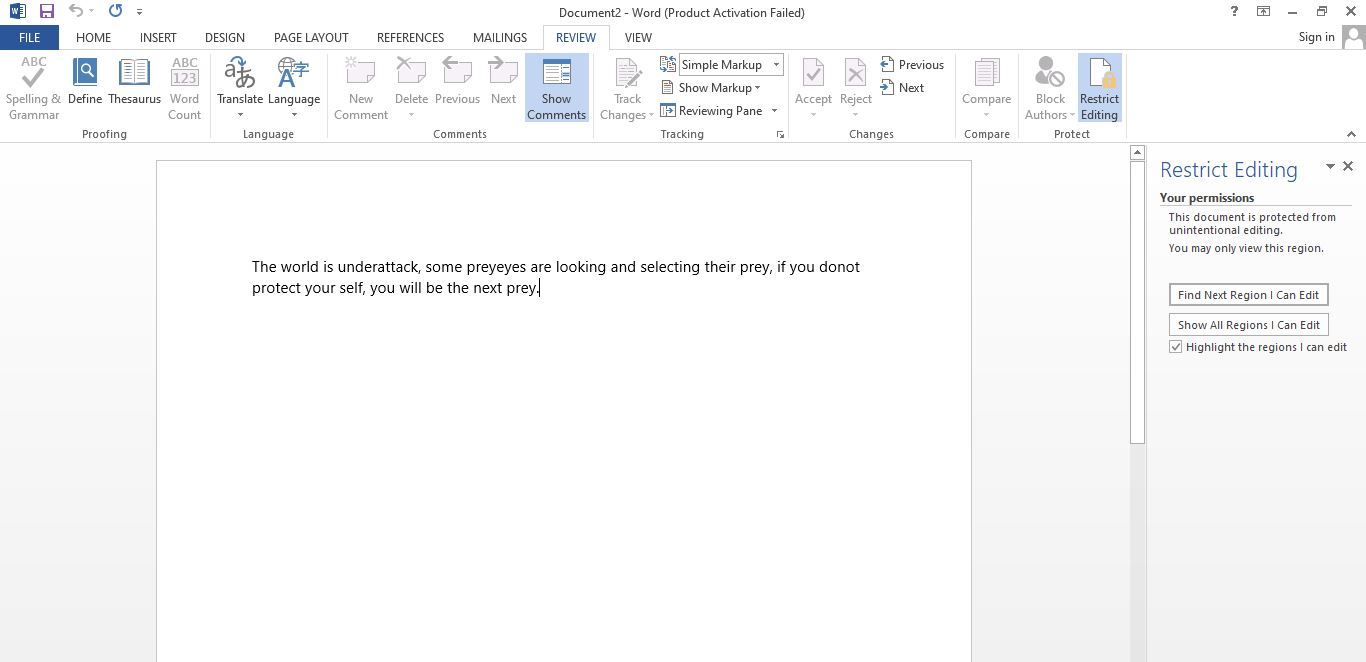 Document2 - Word (Product Activation Failed)
FILE HOME INSERT DESIGN PAGE LAYOUT REFERENCES MAILINGS REVIEW VIEW Sign in
ABC
Spelling & Grammar
Define
Thesaurus
ABC 123
Word Count
Proofing
Translate
Language
Language
New Comment
Delete
Previous
Next
Show Comments
Comments
Track Changes
Simple Markup
Show Markup
Reviewing Pane
Tracking
Accept
Reject
Previous
Next
Changes
Compare
Compare
Block Authors
Restrict Editing
Protect
The world is underattack, some preyeyes are looking and selecting their prey, if you donot
protect your self, you will be the next prey.
Restrict Editing
Your permissions
This document is protected from
unintentional editing.
You may only view this region.
Find Next Region I Can Edit
Show All Regions I Can Edit
Highlight the regions I can edit